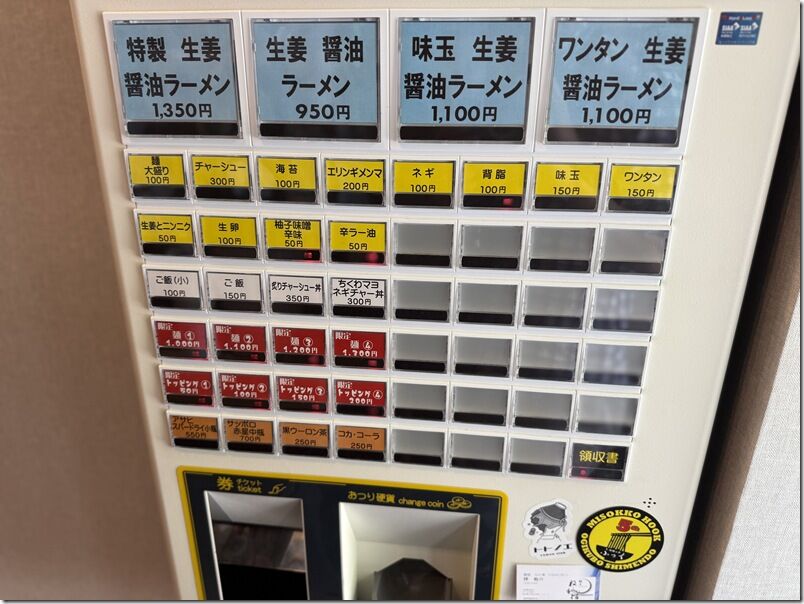 特製 生姜
醤油ラーメン
1,350円
生姜 醤油
ラーメン
950円
味玉 生姜
醤油ラーメン
1,100円
ワンタン 生姜
醤油ラーメン
1,100円
麺
大盛り
100円
チャーシュー
300円
海苔
100円
エリンギメンマ
200円
ネギ
100円
背脂
100円
味玉
150円
ワンタン
150円
生姜とニンニク
50円
生卵
100円
柚子味噌
辛味
50円
辛ラー油
50円
ご飯(小)
100円
ご飯
150円
炙りチャーシュー丼
350円
ちくわマヨ
ネギチャー丼
300円
限定
麺①
1,000円
限定
麺②
1,100円
限定
麺③
1,200円
限定
麺④
1,300円
限定
トッピング①
50円
限定
トッピング②
100円
限定
トッピング③
150円
限定
トッピング④
200円
アサヒ
スーパードライ小瓶
550円
サッポロ
赤星中瓶
700円
黒ウーロン茶
250円
コカ・コーラ
250円
領収書
券 チケット
ticket
おつり硬貨 change coin
トトノエ
MISOKKO HOOK
OGIKUBO SHIMENDO